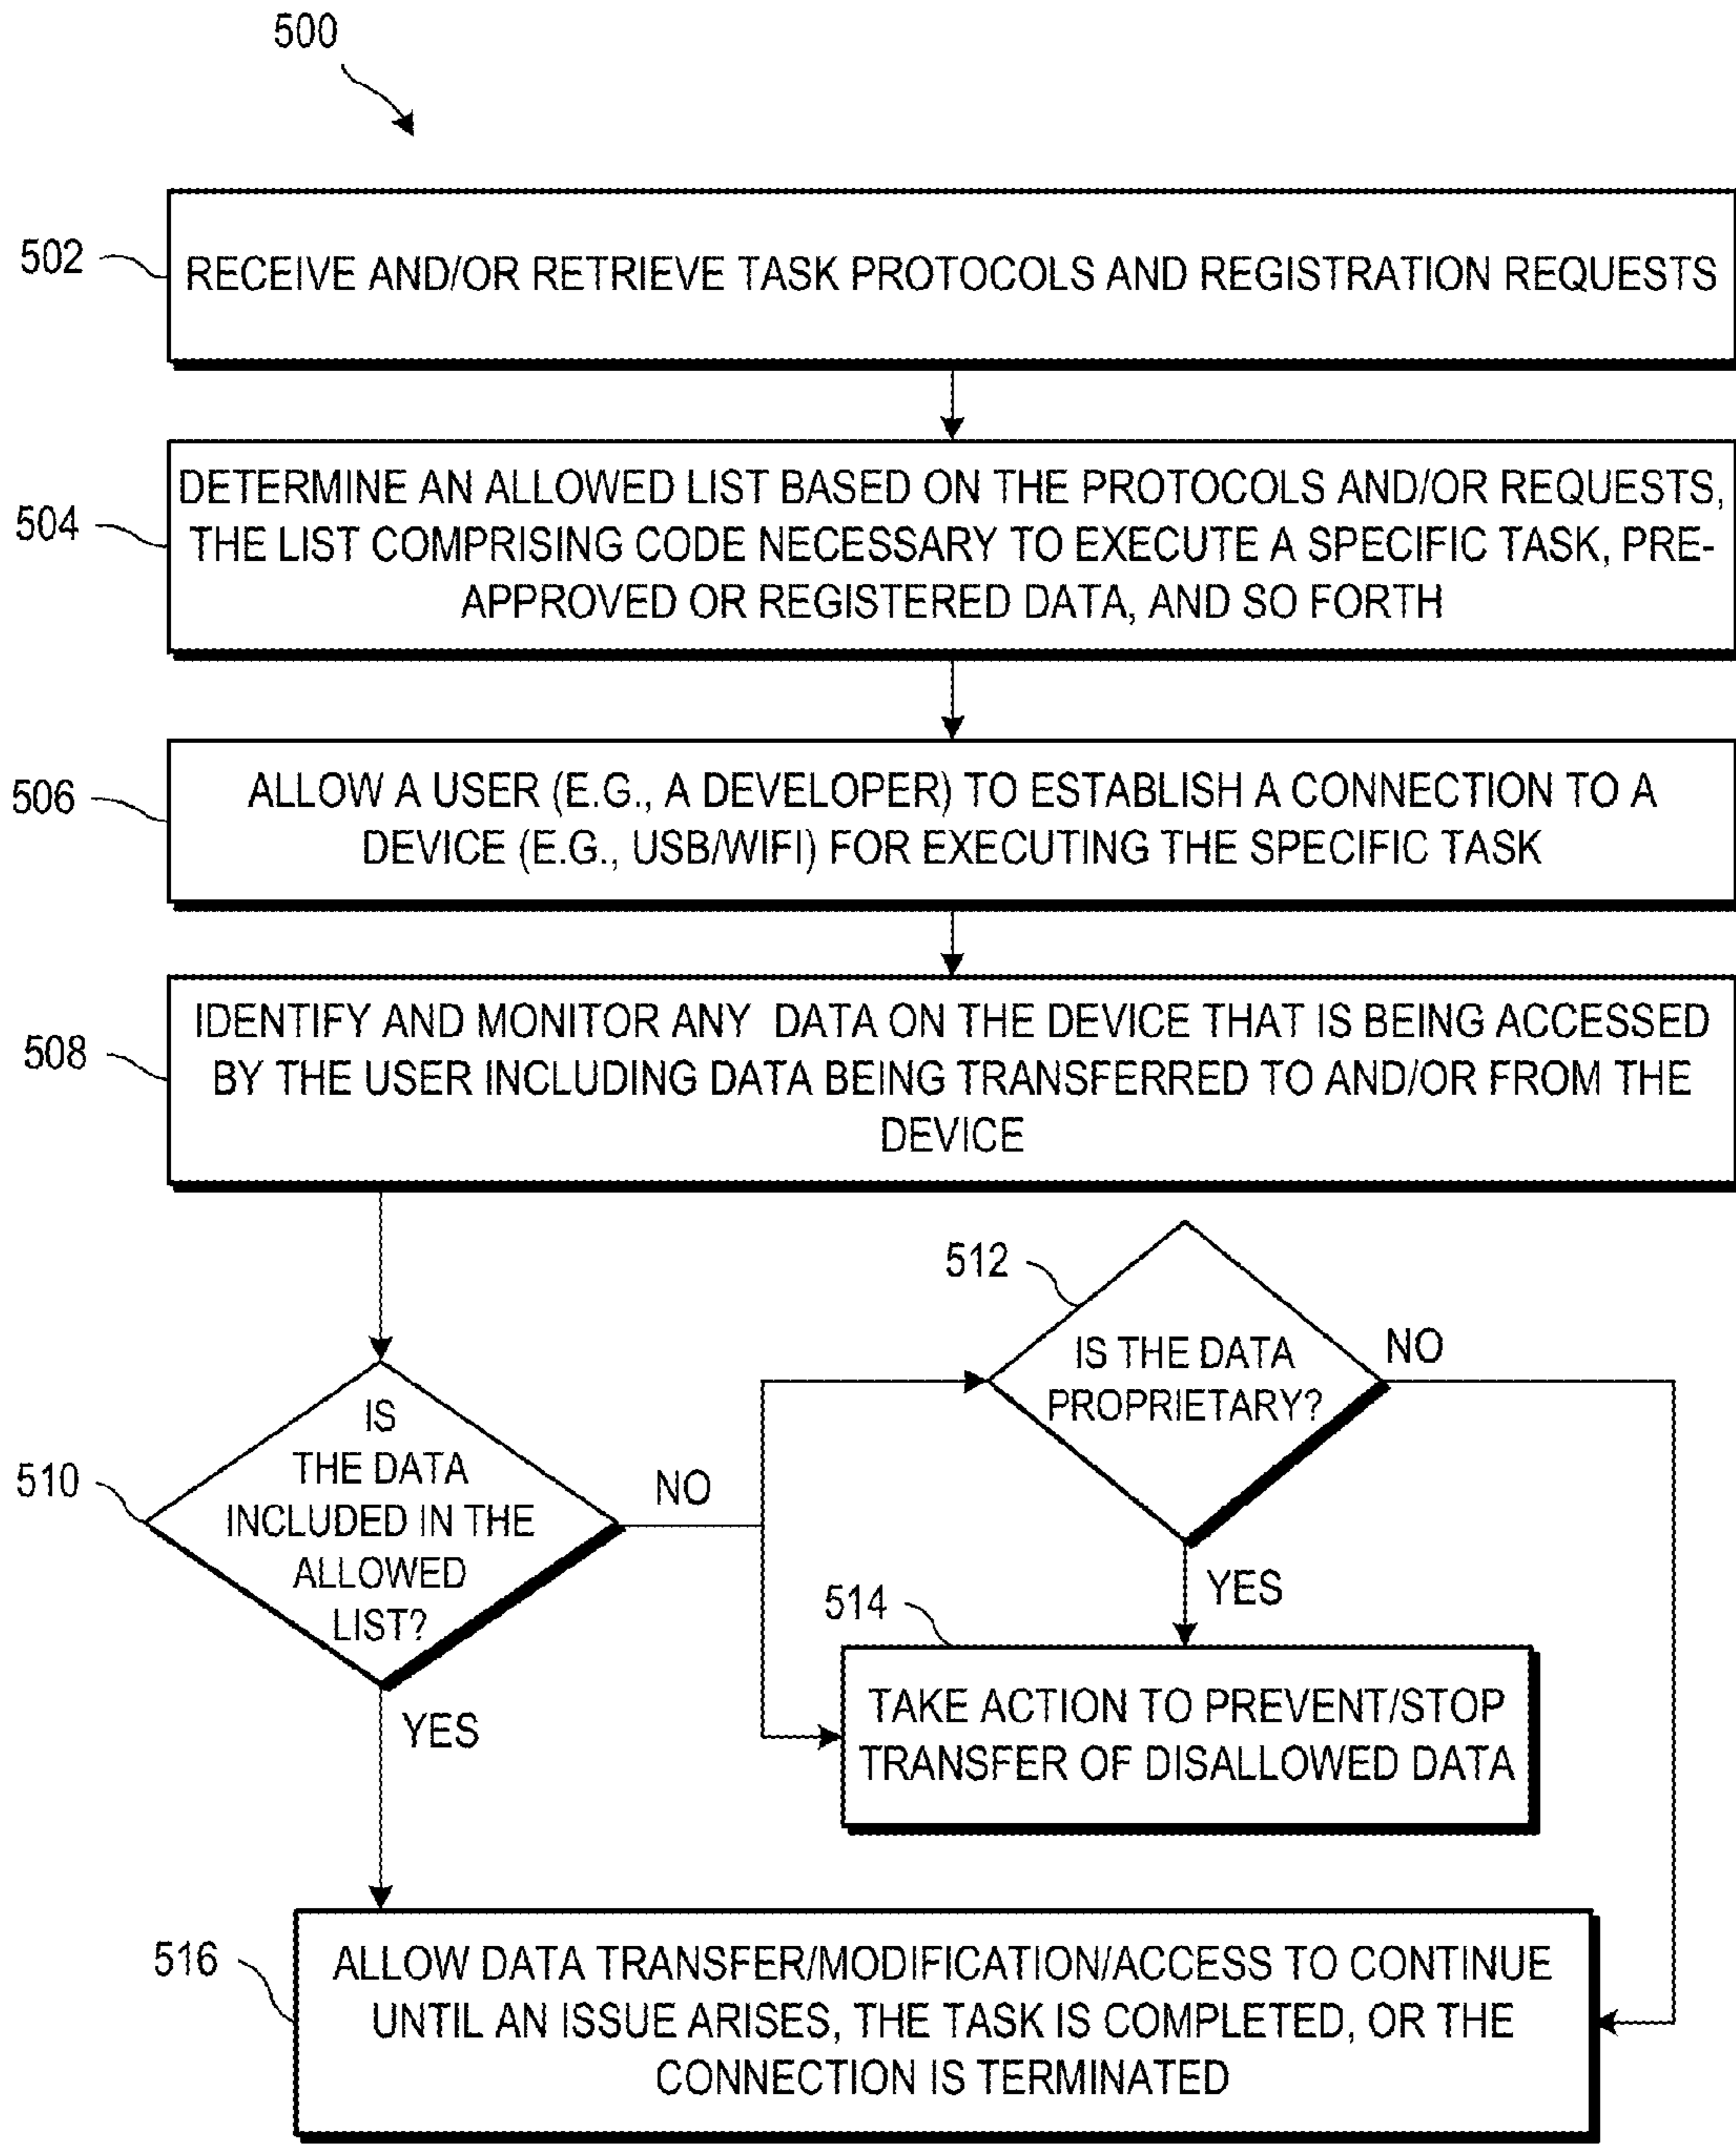 500
502
RECEIVE AND/OR RETRIEVE TASK PROTOCOLS AND REGISTRATION REQUESTS
504
DETERMINE AN ALLOWED LIST BASED ON THE PROTOCOLS AND/OR REQUESTS,
THE LIST COMPRISING CODE NECESSARY TO EXECUTE A SPECIFIC TASK, PRE-
APPROVED OR REGISTERED DATA, AND SO FORTH
506
ALLOW A USER (E.G., A DEVELOPER) TO ESTABLISH A CONNECTION TO A
DEVICE (E.G., USB/WIFI) FOR EXECUTING THE SPECIFIC TASK
508
IDENTIFY AND MONITOR ANY DATA ON THE DEVICE THAT IS BEING ACCESSED
BY THE USER INCLUDING DATA BEING TRANSFERRED TO AND/OR FROM THE
DEVICE
510
IS
THE DATA
INCLUDED IN THE
ALLOWED
LIST?
NO
YES
512
IS THE DATA
PROPRIETARY?
NO
YES
514
TAKE ACTION TO PREVENT/STOP
TRANSFER OF DISALLOWED DATA
516
ALLOW DATA TRANSFER/MODIFICATION/ACCESS TO CONTINUE
UNTIL AN ISSUE ARISES, THE TASK IS COMPLETED, OR THE
CONNECTION IS TERMINATED